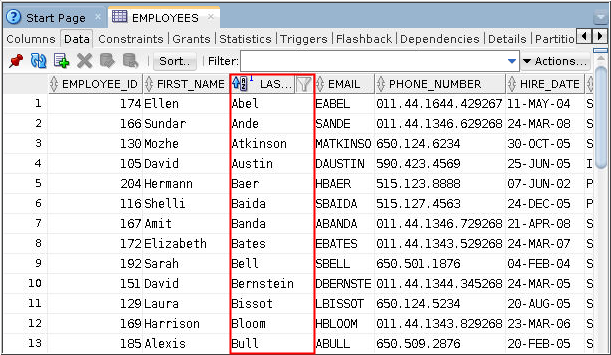 Start Page EMPLOYEES
Columns Data Constraints Grants Statistics Triggers Flashback Dependencies Details Partitio
Sort.. Filter: Actions...
EMPLOYEE_ID FIRST_NAME LAS... EMAIL PHONE_NUMBER HIRE_DATE S
1 174 Ellen Abel EABEL 011.44.1644.429267 11-MAY-04 S
2 166 Sundar Ande SANDE 011.44.1346.629268 24-MAR-08 S
3 130 Mozhe Atkinson MATKINSO 650.124.6234 30-OCT-05 S
4 105 David Austin DAUSTIN 590.423.4569 25-JUN-05 I
5 204 Hermann Baer HBAER 515.123.8888 07-JUN-02 P
6 116 Shelli Baida SBAIDA 515.127.4563 24-DEC-05 P
7 167 Amit Banda ABANDA 011.44.1346.729268 21-APR-08 S
8 172 Elizabeth Bates EBATES 011.44.1343.529268 24-MAR-07 S
9 192 Sarah Bell SBELL 650.501.1876 04-FEB-04 S
10 151 David Bernstein DBERNSTE 011.44.1344.345268 24-MAR-05 S
11 129 Laura Bissot LBISSOT 650.124.5234 20-AUG-05 S
12 169 Harrison Bloom HBLOOM 011.44.1343.829268 23-MAR-06 S
13 185 Alexis Bull ABULL 650.509.2876 20-FEB-05 S